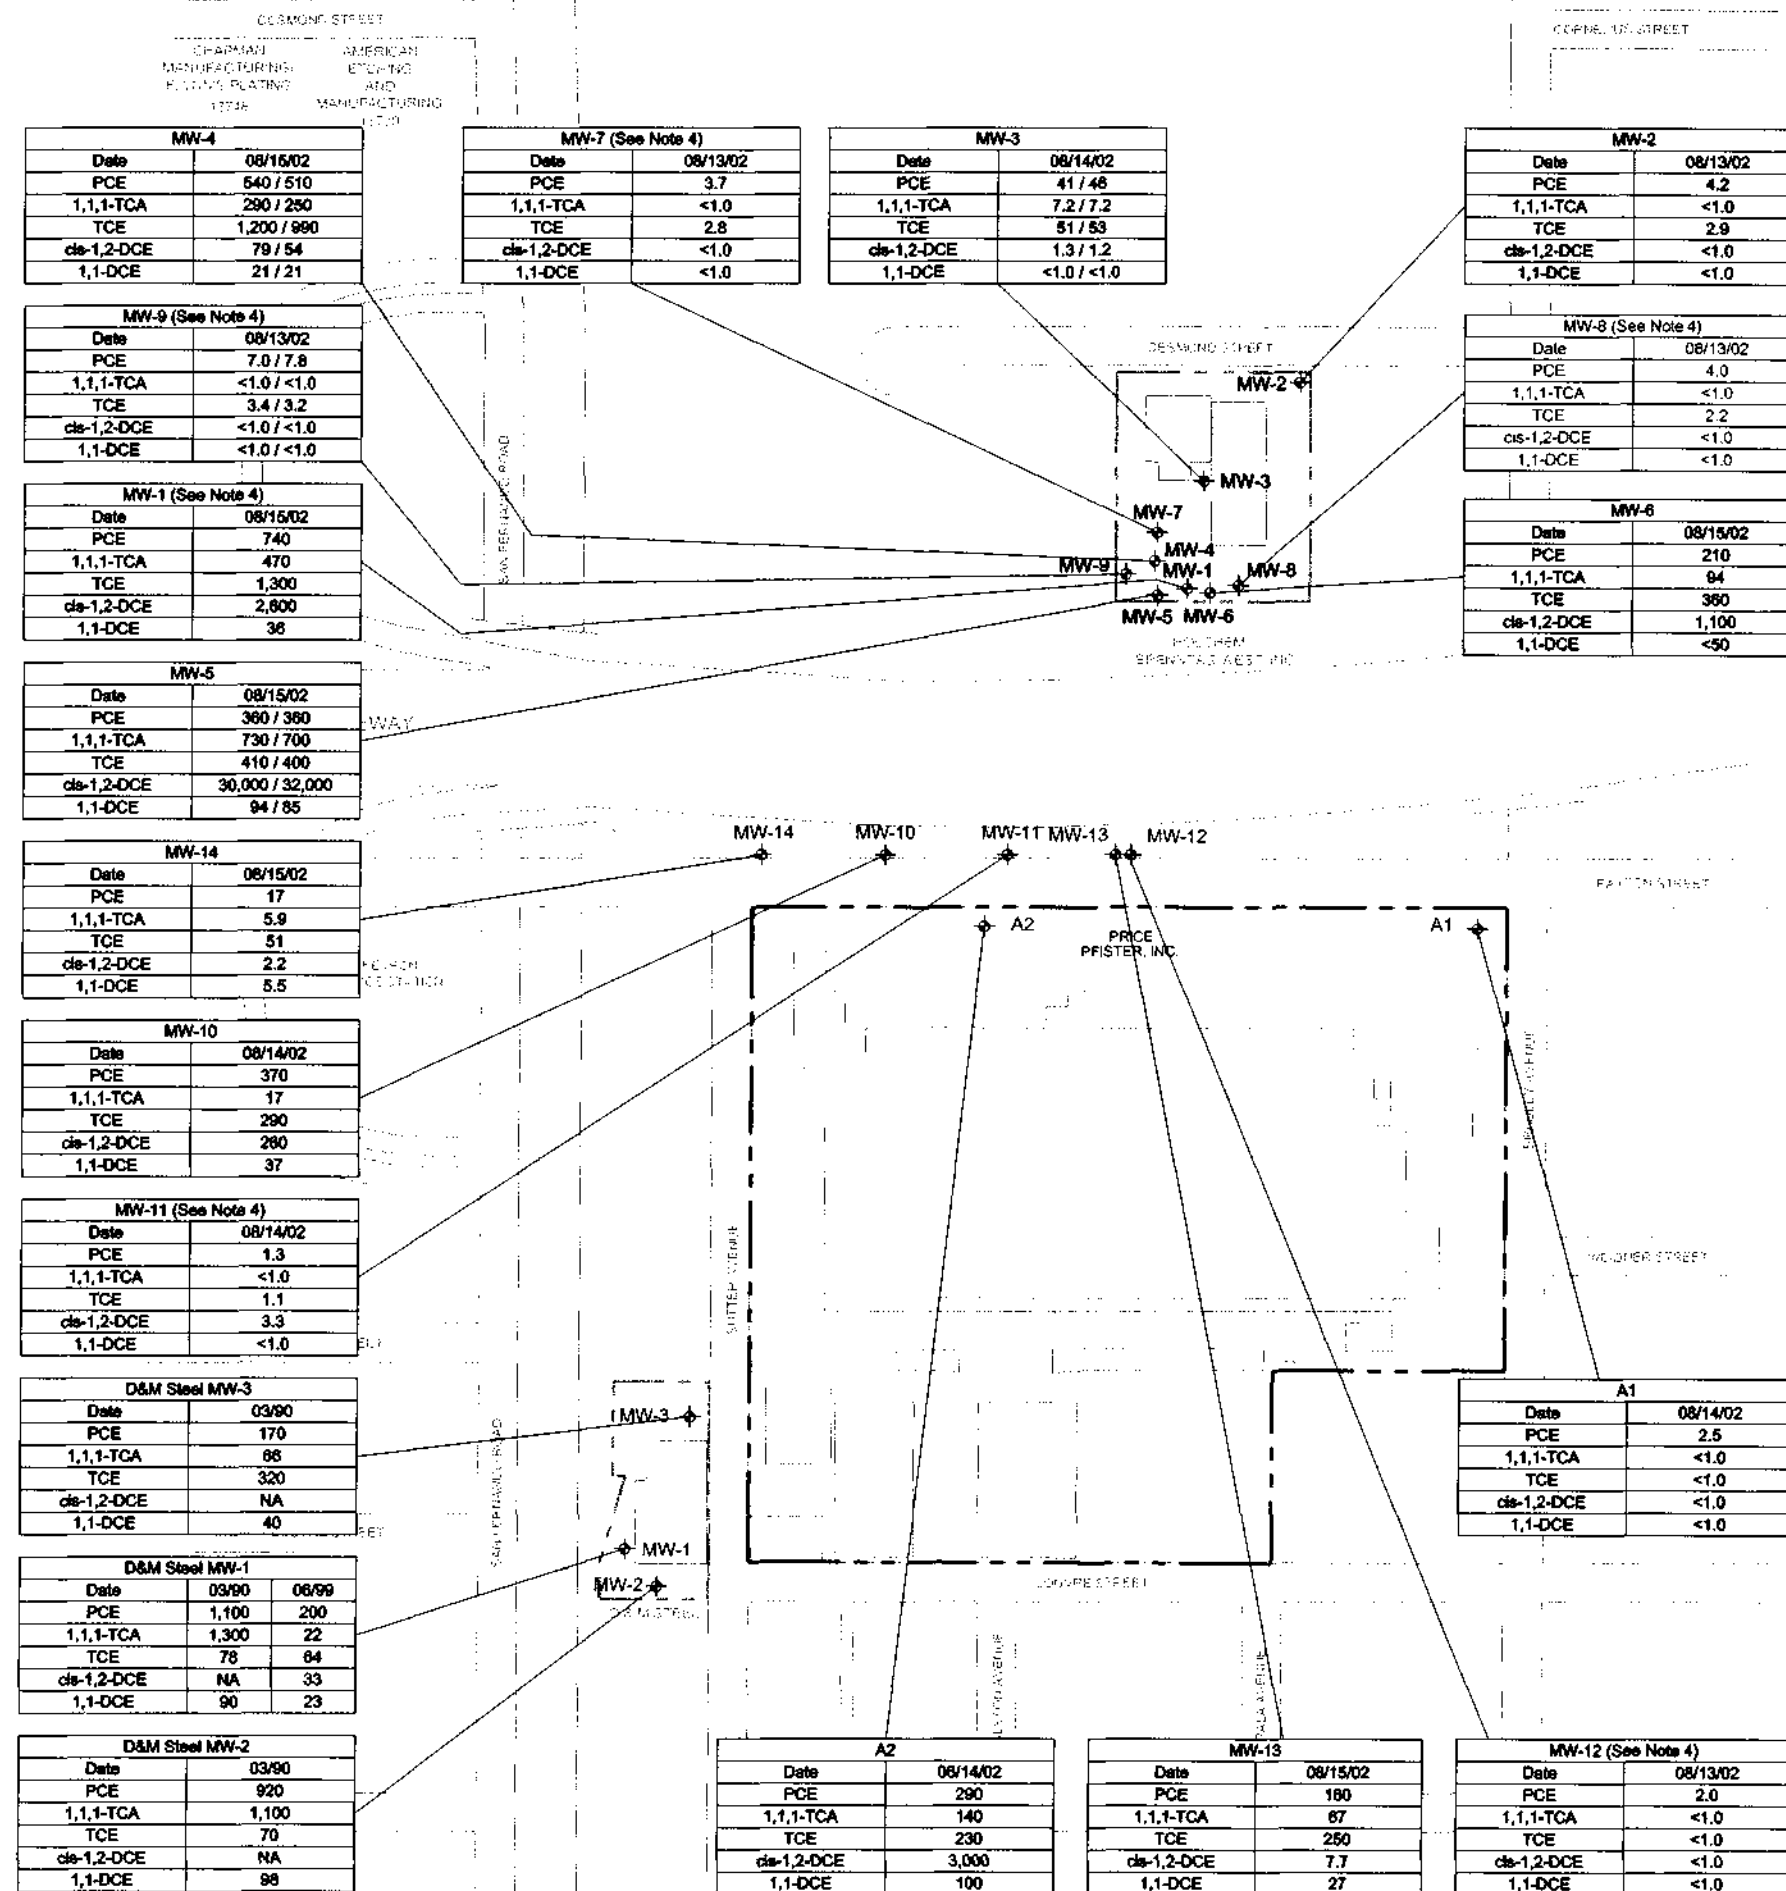 DESMOND STREET
CORNELIUS STREET
CHAPMAN
MANUFACTURING
PLATING
AMERICAN
ETCHING
AND
MANUFACTURING
MW-4
Date 08/15/02
PCE 540 / 510
1,1,1-TCA 290 / 250
TCE 1,200 / 990
cis-1,2-DCE 79 / 54
1,1-DCE 21 / 21
MW-7 (See Note 4)
Date 08/13/02
PCE 3.7
1,1,1-TCA <1.0
TCE 2.8
cis-1,2-DCE <1.0
1,1-DCE <1.0
MW-3
Date 08/14/02
PCE 41 / 46
1,1,1-TCA 7.2 / 7.2
TCE 51 / 53
cis-1,2-DCE 1.3 / 1.2
1,1-DCE <1.0 / <1.0
MW-2
Date 08/13/02
PCE 4.2
1,1,1-TCA <1.0
TCE 2.9
cis-1,2-DCE <1.0
1,1-DCE <1.0
MW-9 (See Note 4)
Date 08/13/02
PCE 7.0 / 7.8
1,1,1-TCA <1.0 / <1.0
TCE 3.4 / 3.2
cis-1,2-DCE <1.0 / <1.0
1,1-DCE <1.0 / <1.0
MW-8 (See Note 4)
Date 08/13/02
PCE 4.0
1,1,1-TCA <1.0
TCE 2.2
cis-1,2-DCE <1.0
1,1-DCE <1.0
DESMOND STREET
MW-2
MW-3
MW-7
MW-4
MW-9
MW-1
MW-8
MW-5 MW-6
HOLCHEM
BRENNTAG WEST INC
SAN FERNANDO ROAD
MW-1 (See Note 4)
Date 08/15/02
PCE 740
1,1,1-TCA 470
TCE 1,300
cis-1,2-DCE 2,600
1,1-DCE 36
MW-6
Date 08/15/02
PCE 210
1,1,1-TCA 94
TCE 360
cis-1,2-DCE 1,100
1,1-DCE <50
MW-5
Date 08/15/02
PCE 360 / 360
1,1,1-TCA 730 / 700
TCE 410 / 400
cis-1,2-DCE 30,000 / 32,000
1,1-DCE 94 / 85
WAY
MW-14 MW-10 MW-11 MW-13 MW-12
PAXTON STREET
MW-14
Date 08/15/02
PCE 17
1,1,1-TCA 5.9
TCE 51
cis-1,2-DCE 2.2
1,1-DCE 5.5
A2
PRICE
PFISTER, INC.
A1
MW-10
Date 08/14/02
PCE 370
1,1,1-TCA 17
TCE 290
cis-1,2-DCE 260
1,1-DCE 37
MW-11 (See Note 4)
Date 08/14/02
PCE 1.3
1,1,1-TCA <1.0
TCE 1.1
cis-1,2-DCE 3.3
1,1-DCE <1.0
SUTTER AVENUE
STREET
D&M Steel MW-3
Date 03/90
PCE 170
1,1,1-TCA 66
TCE 320
cis-1,2-DCE NA
1,1-DCE 40
MW-3
SAN FERNANDO ROAD
A1
Date 08/14/02
PCE 2.5
1,1,1-TCA <1.0
TCE <1.0
cis-1,2-DCE <1.0
1,1-DCE <1.0
D&M Steel MW-1
Date 03/90 06/99
PCE 1,100 200
1,1,1-TCA 1,300 22
TCE 78 64
cis-1,2-DCE NA 33
1,1-DCE 90 23
MW-1
MW-2
D & M STEEL
LOUVRE STREET
D&M Steel MW-2
Date 03/90
PCE 920
1,1,1-TCA 1,100
TCE 70
cis-1,2-DCE NA
1,1-DCE 98
AVENUE
PALA AVENUE
A2
Date 08/14/02
PCE 290
1,1,1-TCA 140
TCE 230
cis-1,2-DCE 3,000
1,1-DCE 100
MW-13
Date 08/15/02
PCE 160
1,1,1-TCA 67
TCE 250
cis-1,2-DCE 7.7
1,1-DCE 27
MW-12 (See Note 4)
Date 08/13/02
PCE 2.0
1,1,1-TCA <1.0
TCE <1.0
cis-1,2-DCE <1.0
1,1-DCE <1.0